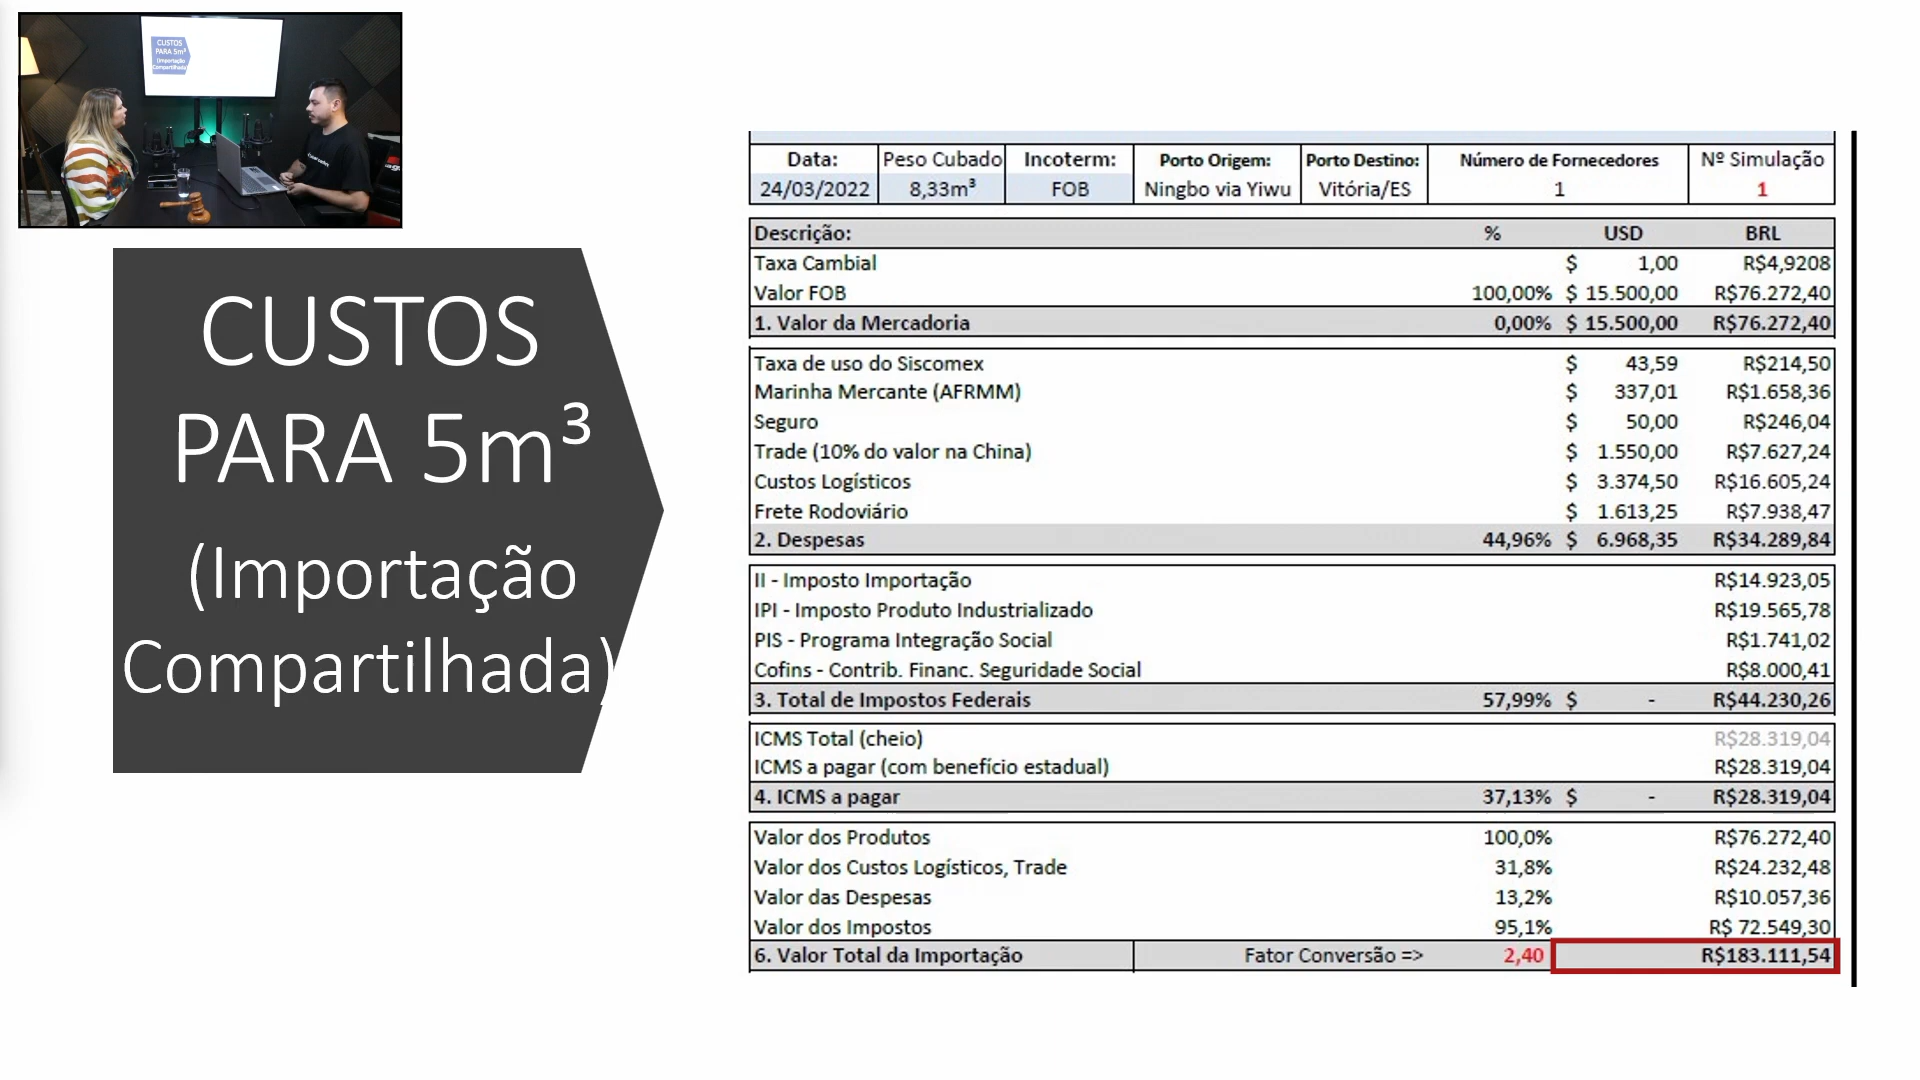 CUSTOS
PARA 5m³
(Importação
Compartilhada)
CUSTOS
PARA 5m³
(Importação
Compartilhada)
Data: Peso Cubado Incoterm: Porto Origem: Porto Destino: Número de Fornecedores Nº Simulação
24/03/2022 8,33m³ FOB Ningbo via Yiwu Vitória/ES 1 1
Descrição: % USD BRL
Taxa Cambial $ 1,00 R$4,9208
Valor FOB 100,00% $ 15.500,00 R$76.272,40
1. Valor da Mercadoria 0,00% $ 15.500,00 R$76.272,40
Taxa de uso do Siscomex $ 43,59 R$214,50
Marinha Mercante (AFRMM) $ 337,01 R$1.658,36
Seguro $ 50,00 R$246,04
Trade (10% do valor na China) $ 1.550,00 R$7.627,24
Custos Logísticos $ 3.374,50 R$16.605,24
Frete Rodoviário $ 1.613,25 R$7.938,47
2. Despesas 44,96% $ 6.968,35 R$34.289,84
II - Imposto Importação R$14.923,05
IPI - Imposto Produto Industrializado R$19.565,78
PIS - Programa Integração Social R$1.741,02
Cofins - Contrib. Financ. Seguridade Social R$8.000,41
3. Total de Impostos Federais 57,99% $ - R$44.230,26
ICMS Total (cheio) R$28.319,04
ICMS a pagar (com benefício estadual) R$28.319,04
4. ICMS a pagar 37,13% $ - R$28.319,04
Valor dos Produtos 100,0% R$76.272,40
Valor dos Custos Logísticos, Trade 31,8% R$24.232,48
Valor das Despesas 13,2% R$10.057,36
Valor dos Impostos 95,1% R$ 72.549,30
6. Valor Total da Importação Fator Conversão => 2,40 R$183.111,54